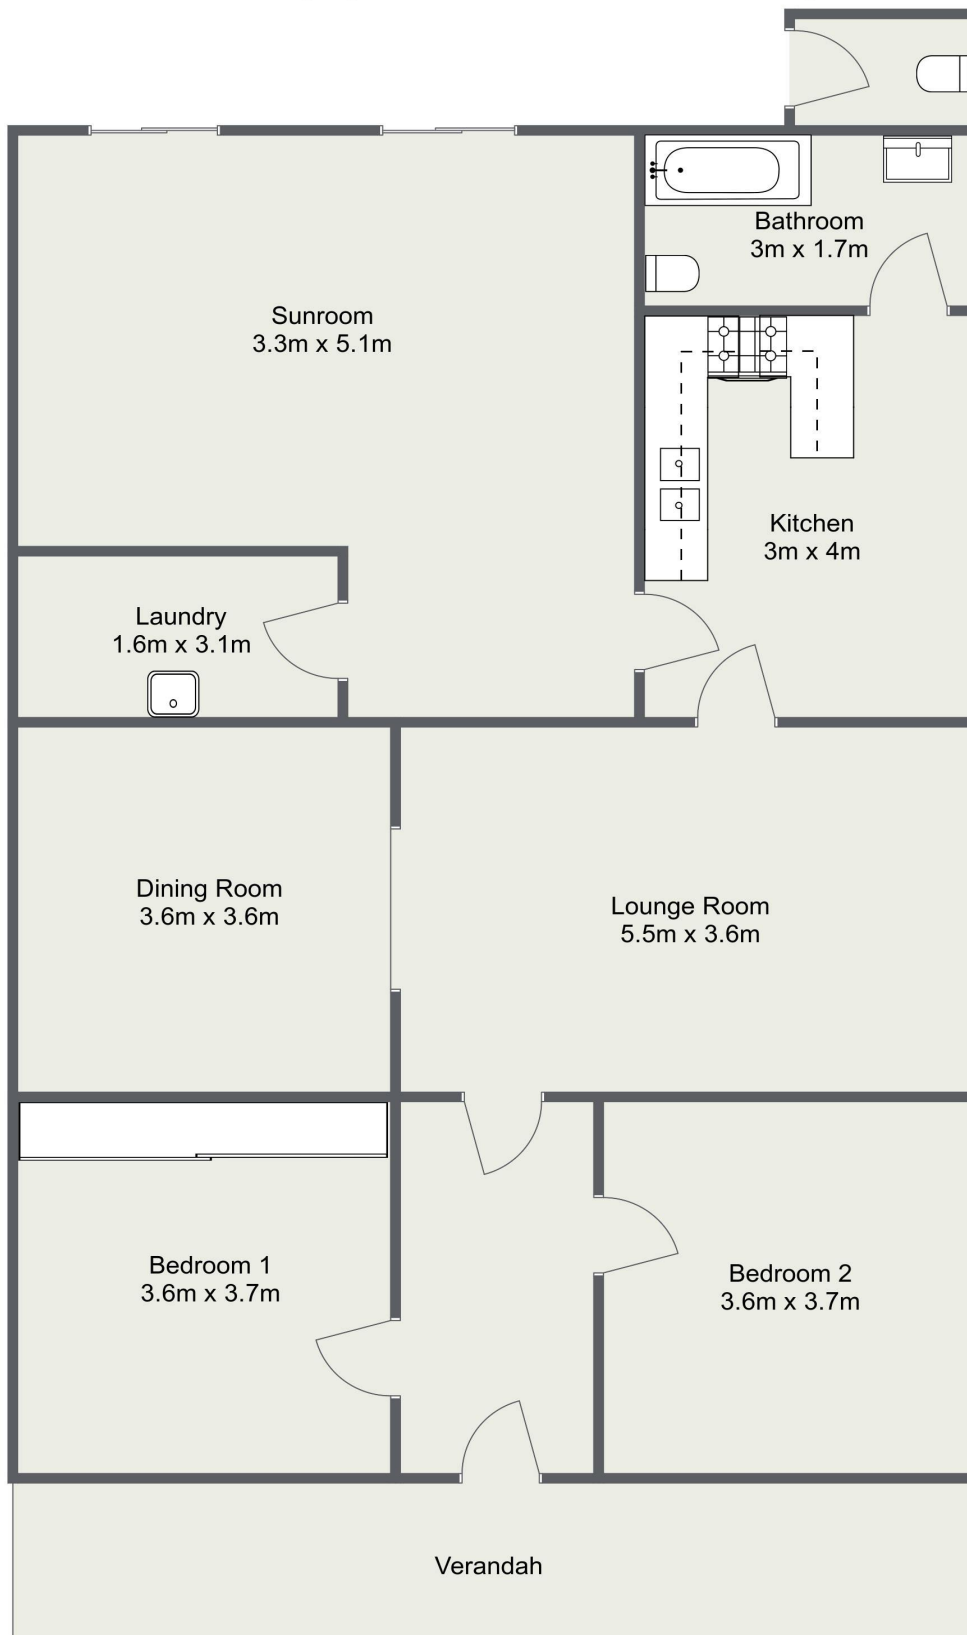 Bathroom
3m x 1.7m
Sunroom
3.3m x 5.1m
Kitchen
3m x 4m
Laundry
1.6m x 3.1m
Dining Room
3.6m x 3.6m
Lounge Room
5.5m x 3.6m
Bedroom 1
3.6m x 3.7m
Bedroom 2
3.6m x 3.7m
Verandah